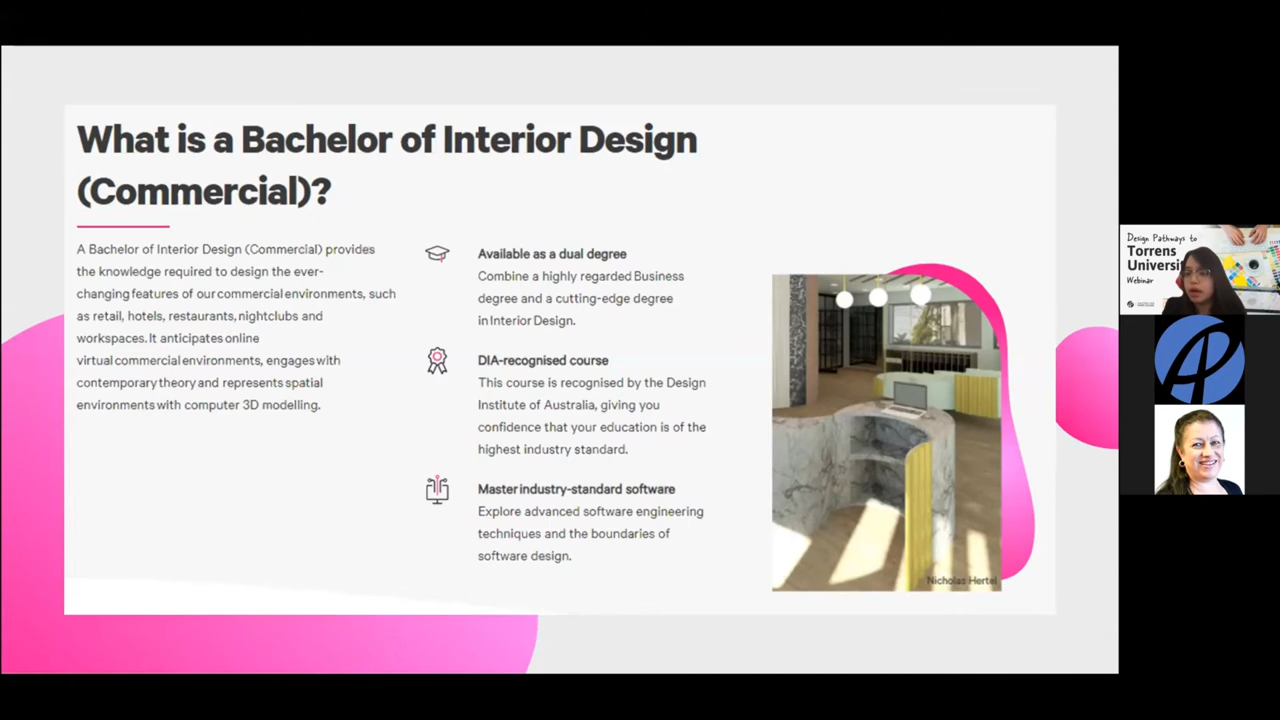 What is a Bachelor of Interior Design
(Commercial)?
A Bachelor of Interior Design (Commercial) provides
the knowledge required to design the ever-
changing features of our commercial environments, such
as retail, hotels, restaurants, nightclubs and
workspaces. It anticipates online
virtual commercial environments, engages with
contemporary theory and represents spatial
environments with computer 3D modelling.
Available as a dual degree
Combine a highly regarded Business
degree and a cutting-edge degree
in Interior Design.
DIA-recognised course
This course is recognised by the Design
Institute of Australia, giving you
confidence that your education is of the
highest industry standard.
Master industry-standard software
Explore advanced software engineering
techniques and the boundaries of
software design.
Nicholas Hertel
Design Pathways to
Torrens
Universi
Webinar